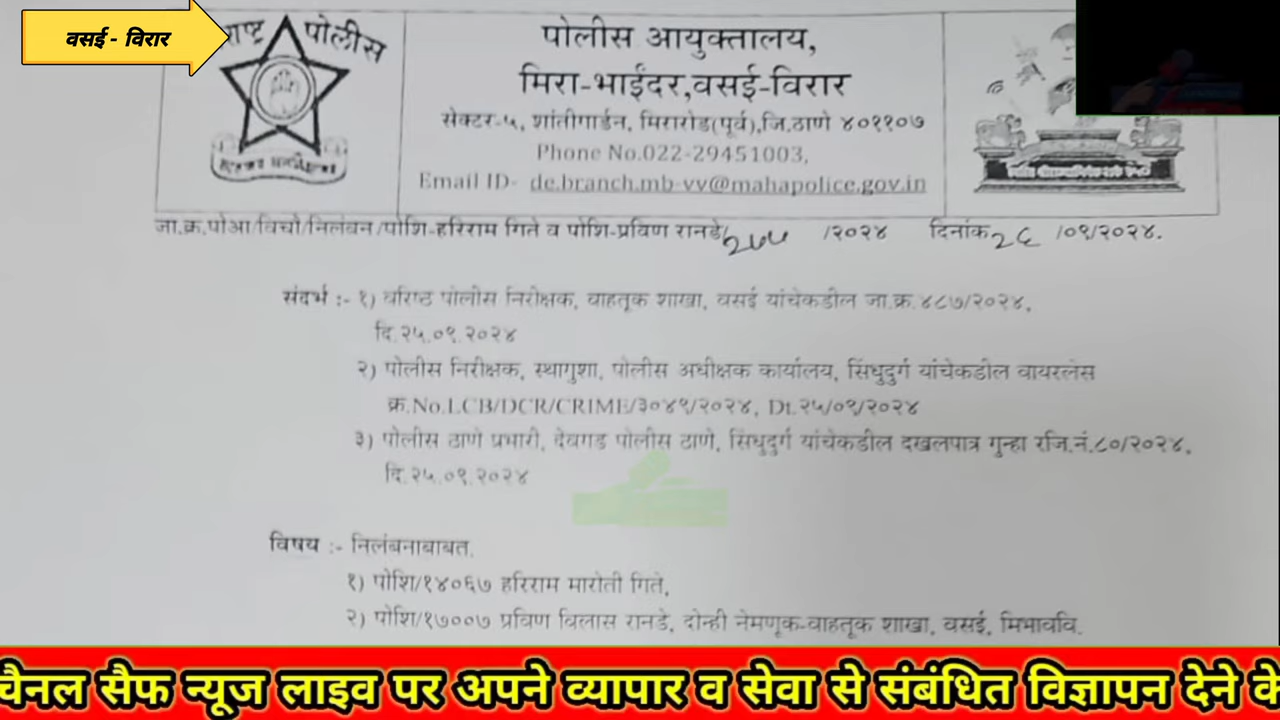 वसई - विरार
राष्ट्र पोलीस
पोलीस आयुक्तालय,
मिरा-भाईंदर,वसई-विरार
सेक्टर-५, शांतीगार्डन, मिरारोड(पूर्व),जि.ठाणे ४०११०७
Phone No.022-29451003,
Email ID- de.branch.mb-vv@mahapolice.gov.in
जा.क्र.पोआ/विचौ/निलंबन/पोशि-हरिराम गिते व पोशि-प्रविण रानडे/ /२०२४ दिनांक २६ /०९/२०२४.
संदर्भ :- १) वरिष्ठ पोलीस निरीक्षक, वाहतूक शाखा, वसई यांचेकडील जा.क्र.४८७/२०२४,
दि.२५.०९.२०२४
२) पोलीस निरीक्षक, स्थागुशा, पोलीस अधीक्षक कार्यालय, सिंधुदुर्ग यांचेकडील वायरलेस
क्र.No.LCB/DCR/CRIME/३०४९/२०२४, Dt.२५/०९/२०२४
३) पोलीस ठाणे प्रभारी, देवगड पोलीस ठाणे, सिंधुदुर्ग यांचेकडील दखलपात्र गुन्हा रजि.नं.८०/२०२४,
दि.२५.०९.२०२४
विषय :- निलंबनाबाबत.
१) पोशि/१४०६७ हरिराम मारोती गिते,
२) पोशि/१७००७ प्रविण विलास रानडे, दोन्ही नेमणूक-वाहतूक शाखा, वसई, मिभाववि.
चैनल सैफ न्यूज लाइव पर अपने व्यापार व सेवा से संबंधित विज्ञापन देने के